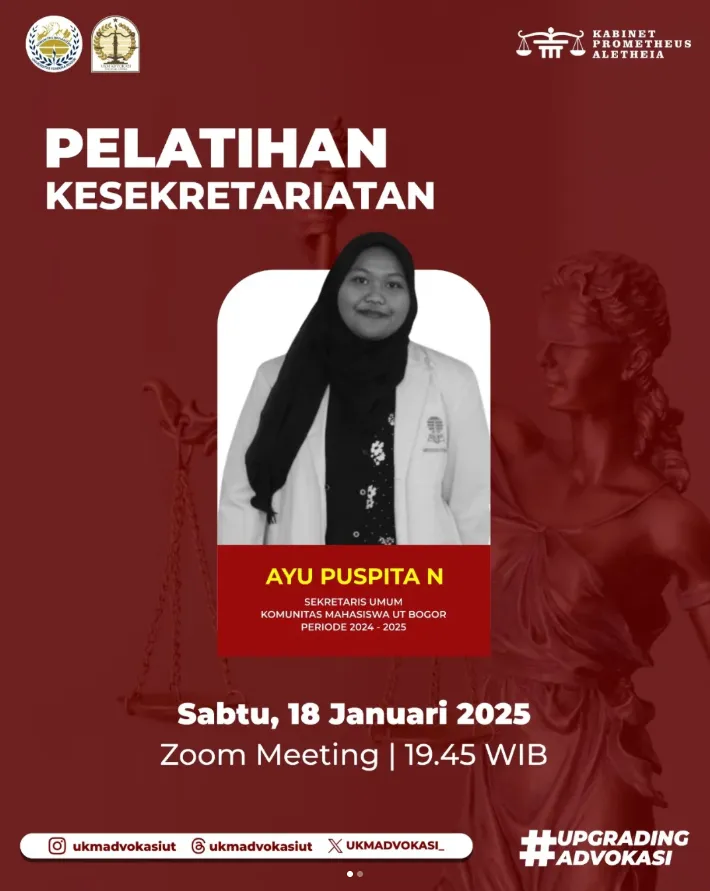 KABINET
PROMETHEUS
ALETHEIA
PELATIHAN
KESEKRETARIATAN
AYU PUSPITA N
SEKRETARIS UMUM
KOMUNITAS MAHASISWA UT BOGOR
PERIODE 2024 - 2025
Sabtu, 18 Januari 2025
Zoom Meeting | 19.45 WIB
ukmadvokasiut ukmadvokasiut UKMADVOKASI_
#UPGRADING
ADVOKASI